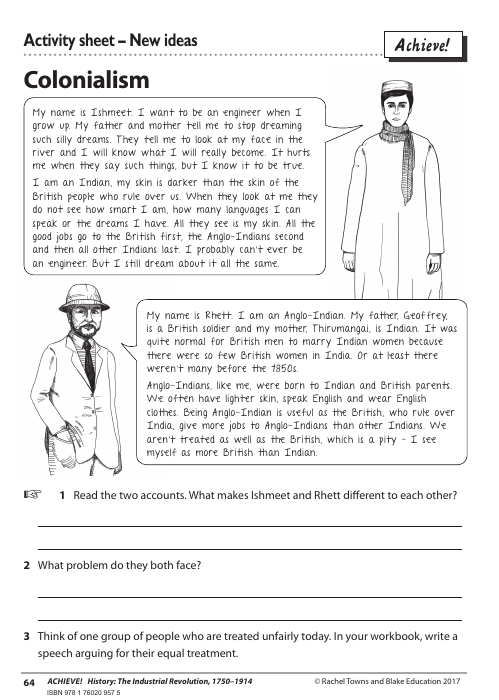 Activity sheet – New ideas
Achieve!
Colonialism
My name is Ishmeet. I want to be an engineer when I
grow up. My father and mother tell me to stop dreaming
such silly dreams. They tell me to look at my face in the
river and I will know what I will really become. It hurts
me when they say such things, but I know it to be true.
I am an Indian, my skin is darker than the skin of the
British people who rule over us. When they look at me they
do not see how smart I am, how many languages I can
speak or the dreams I have. All they see is my skin. All the
good jobs go to the British first, the Anglo-Indians second
and then all other Indians last. I probably can't ever be
an engineer. But I still dream about it all the same.
My name is Rhett. I am an Anglo-Indian. My father, Geoffrey,
is a British soldier and my mother, Thirumangai, is Indian. It was
quite normal for British men to marry Indian women because
there were so few British women in India. Or at least there
weren't many before the 1850s.
Anglo-Indians, like me, were born to Indian and British parents.
We often have lighter skin, speak English and wear English
clothes. Being Anglo-Indian is useful as the British, who rule over
India, give more jobs to Anglo-Indians than other Indians. We
aren't treated as well as the British, which is a pity – I see
myself as more British than Indian.
1 Read the two accounts. What makes Ishmeet and Rhett different to each other?
2 What problem do they both face?
3 Think of one group of people who are treated unfairly today. In your workbook, write a
speech arguing for their equal treatment.
64 ACHIEVE! History: The Industrial Revolution, 1750–1914 © Rachel Towns and Blake Education 2017
ISBN 978 1 76020 957 5